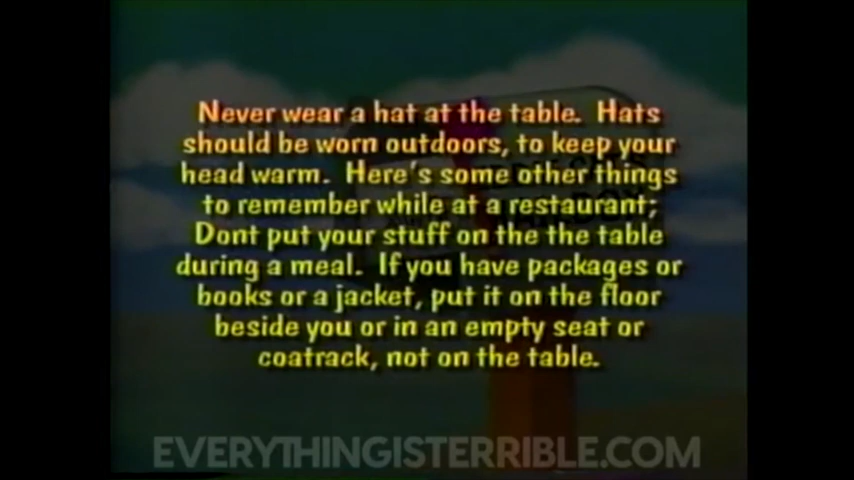 Never wear a hat at the table. Hats
should be worn outdoors, to keep your
head warm. Here's some other things
to remember while at a restaurant;
Dont put your stuff on the the table
during a meal. If you have packages or
books or a jacket, put it on the floor
beside you or in an empty seat or
coatrack, not on the table.
EVERYTHINGISTERRIBLE.COM